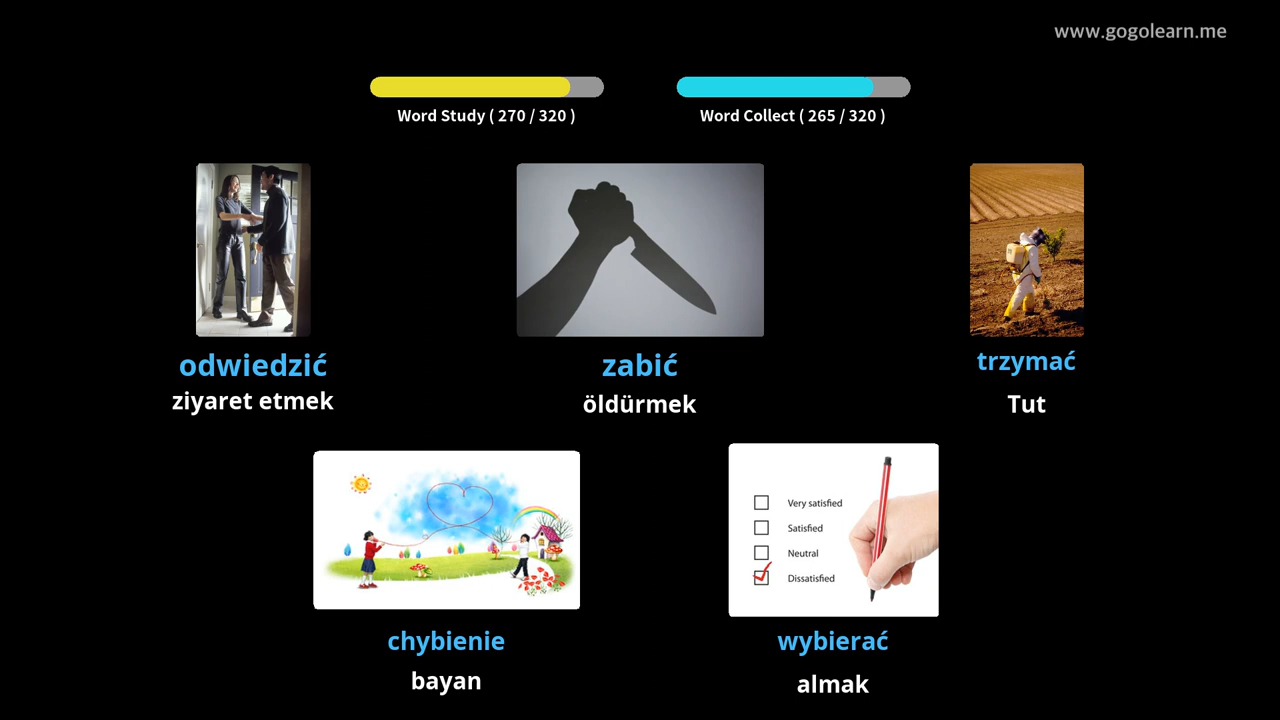 www.gogolearn.me
Word Study ( 270 / 320 )
Word Collect ( 265 / 320 )
odwiedzić
ziyaret etmek
zabić
öldürmek
trzymać
Tut
Very satisfied
Satisfied
Neutral
Dissatisfied
chybienie
bayan
wybierać
almak